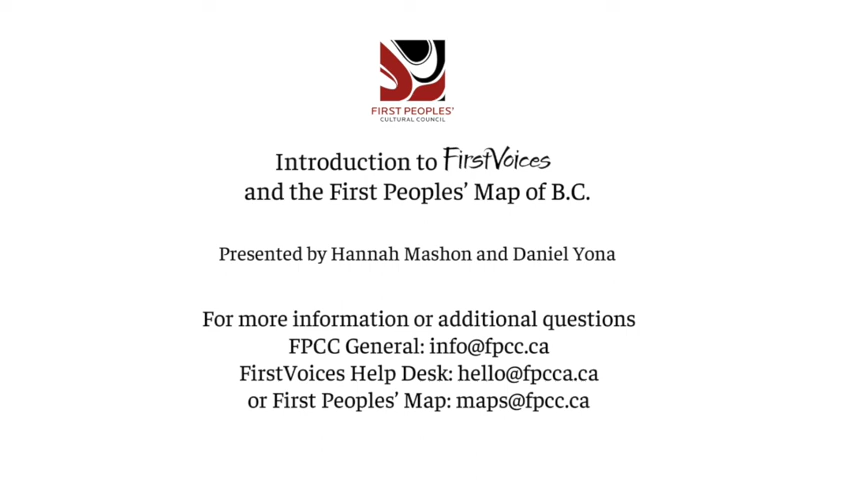 FIRST PEOPLES'
CULTURAL COUNCIL
Introduction to FirstVoices
and the First Peoples’ Map of B.C.
Presented by Hannah Mashon and Daniel Yona
For more information or additional questions
FPCC General: info@fpcc.ca
FirstVoices Help Desk: hello@fpcca.ca
or First Peoples’ Map: maps@fpcc.ca